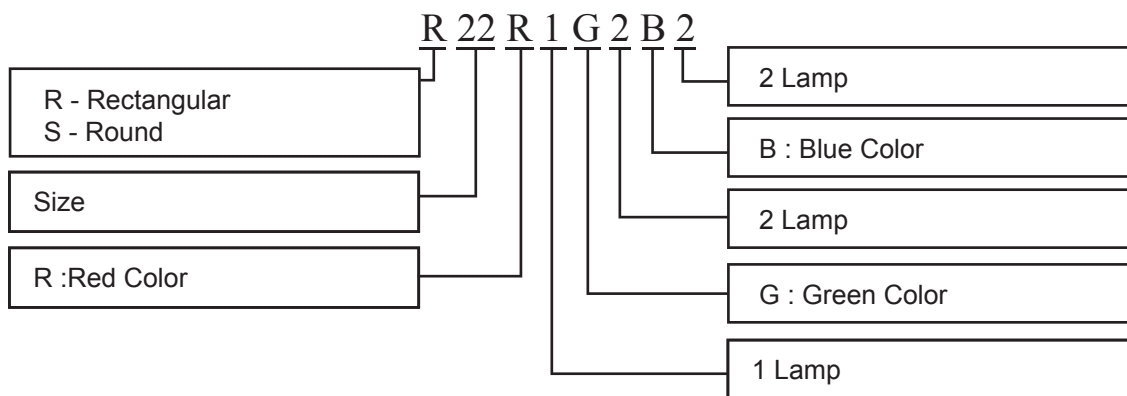 R 22 R 1 G 2 B 2
R - Rectangular
S - Round
Size
R :Red Color
2 Lamp
B : Blue Color
2 Lamp
G : Green Color
1 Lamp